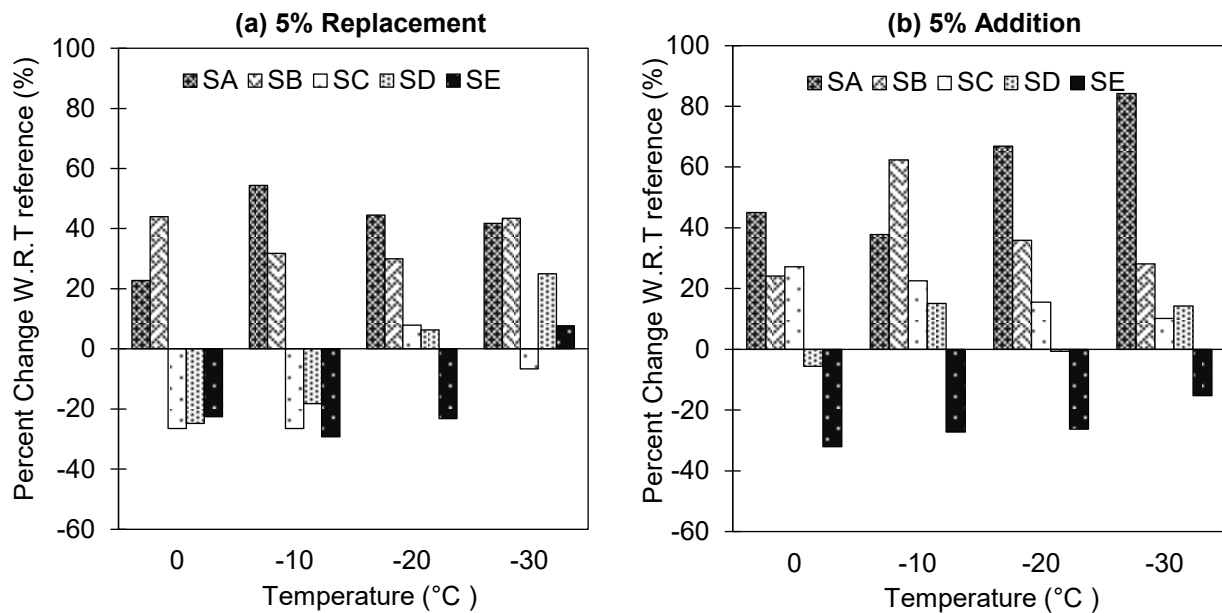 (a) 5% Replacement
Percent Change W.R.T reference (%)
100
80
60
40
20
0
-20
-40
-60
SA SB SC SD SE
0 -10 -20 -30
Temperature (°C )
(b) 5% Addition
Percent Change W.R.T reference (%)
100
80
60
40
20
0
-20
-40
-60
SA SB SC SD SE
0 -10 -20 -30
Temperature (°C )